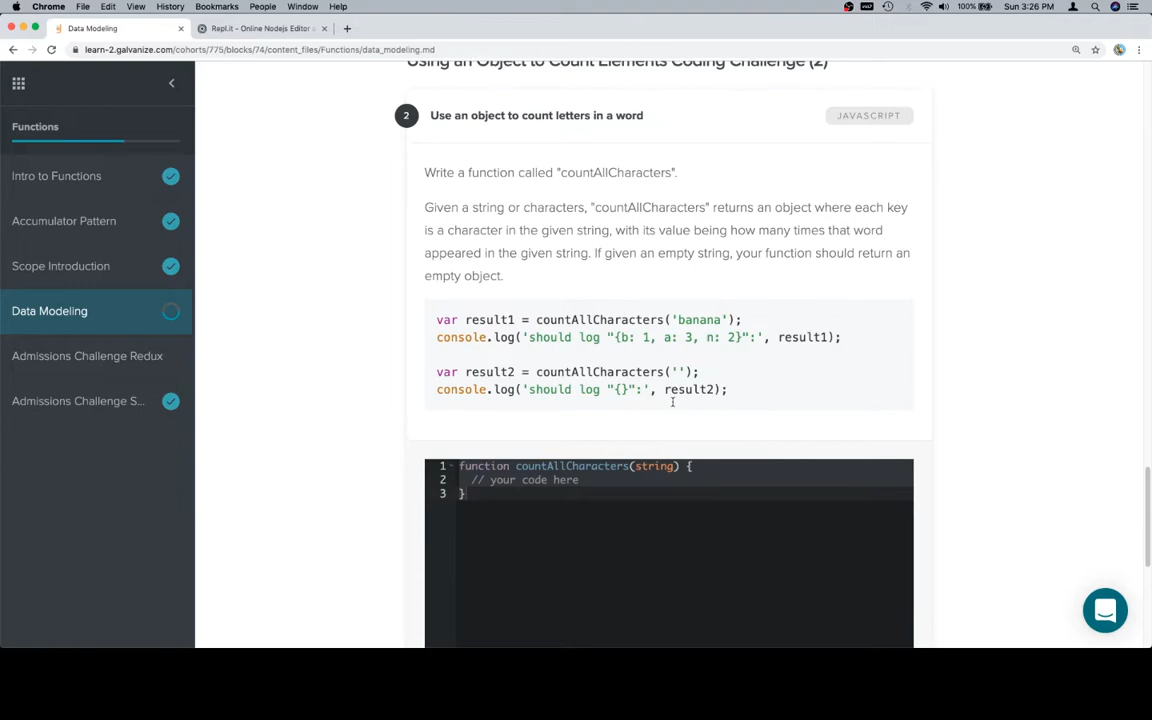 Chrome File Edit View History Bookmarks People Window Help
100% Sun 3:26 PM
Data Modeling
Repl.it - Online Nodejs Editor
learn-2.galvanize.com/cohorts/775/blocks/74/content_files/Functions/data_modeling.md
Functions
Intro to Functions
Accumulator Pattern
Scope Introduction
Data Modeling
Admissions Challenge Redux
Admissions Challenge S...
Using an Object to Count Elements Coding Challenge (2)
2 Use an object to count letters in a word JAVASCRIPT
Write a function called "countAllCharacters".
Given a string or characters, "countAllCharacters" returns an object where each key
is a character in the given string, with its value being how many times that word
appeared in the given string. If given an empty string, your function should return an
empty object.
var result1 = countAllCharacters('banana');
console.log('should log "{b: 1, a: 3, n: 2}":', result1);
var result2 = countAllCharacters('');
console.log('should log "{}":', result2);
1 function countAllCharacters(string) {
2 // your code here
3 }